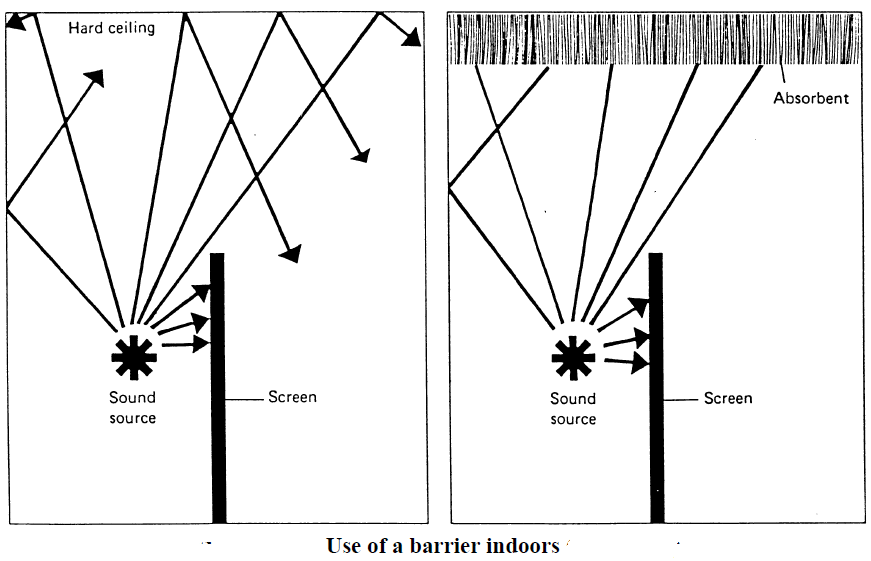 Hard ceiling
Sound
source
Screen
Absorbent
Sound
source
Screen
Use of a barrier indoors